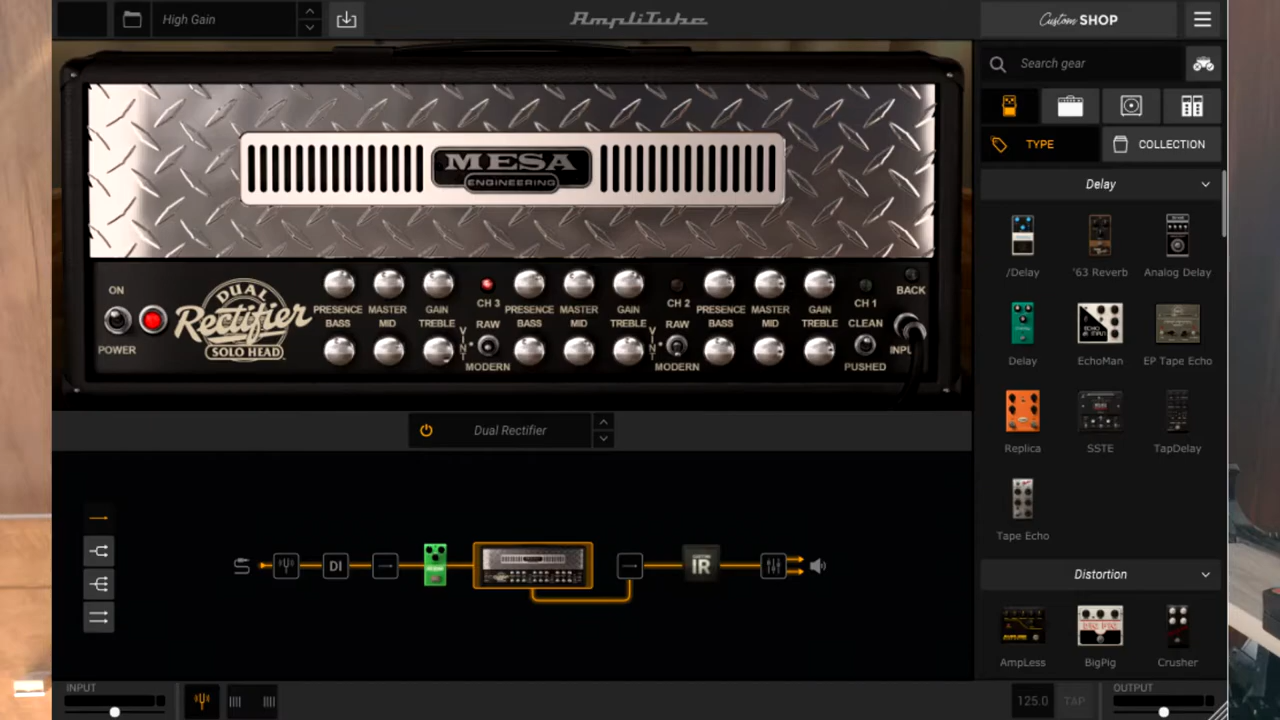 High Gain
AmpliTube
Custom SHOP
Search gear
TYPE
COLLECTION
Delay
/Delay
'63 Reverb
Analog Delay
Delay
EchoMan
EP Tape Echo
Replica
SSTE
TapDelay
Tape Echo
Distortion
AmpLess
BigPig
Crusher
MESA
ENGINEERING
ON
POWER
DUAL
Rectifier
SOLO HEAD
PRESENCE
MASTER
GAIN
CH 3
PRESENCE
MASTER
GAIN
CH 2
PRESENCE
MASTER
GAIN
CH 1
BACK
BASS
MID
TREBLE
RAW
BASS
MID
TREBLE
RAW
BASS
MID
TREBLE
CLEAN
INPU
VNT
MODERN
VNT
MODERN
PUSHED
Dual Rectifier
DI
CUSTOM
IR
INPUT
125.0
TAP
OUTPUT